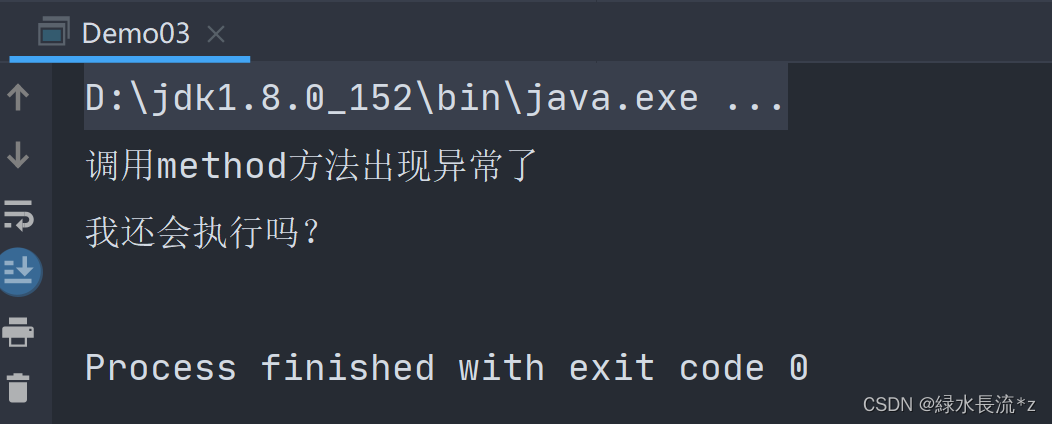 Demo03
D:\jdk1.8.0_152\bin\java.exe ...
调用method方法出现异常了
我还会执行吗？
Process finished with exit code 0
CSDN @緑水長流*z